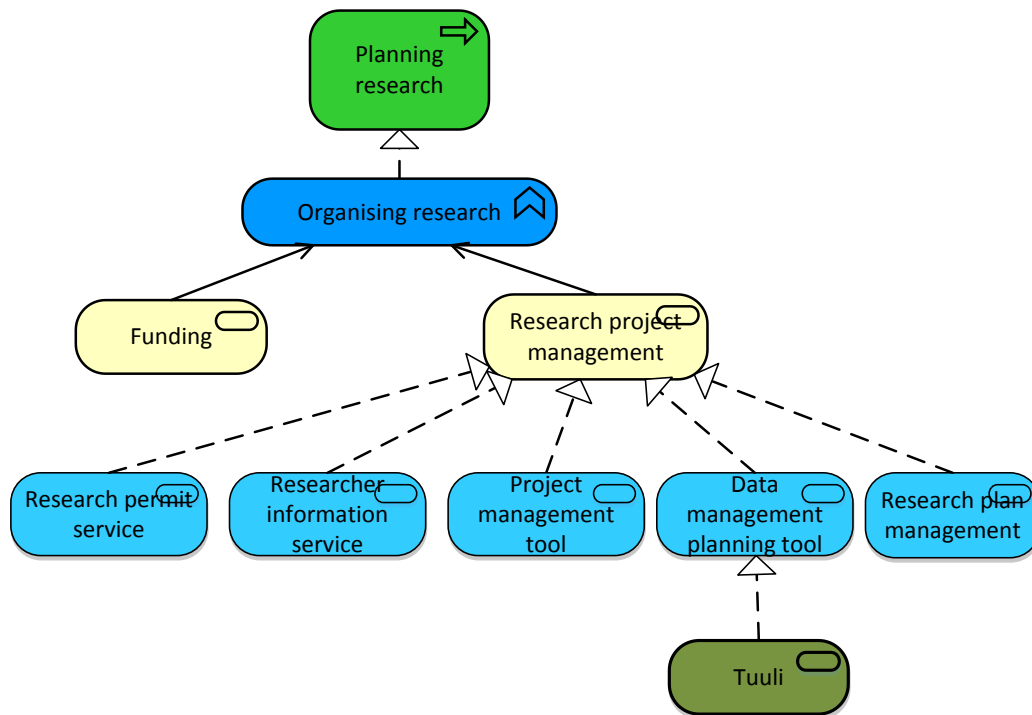 Planning
research
Organising research
Funding
Research project
management
Research permit
service
Researcher
information
service
Project
management
tool
Data
management
planning tool
Research plan
management
Tuuli